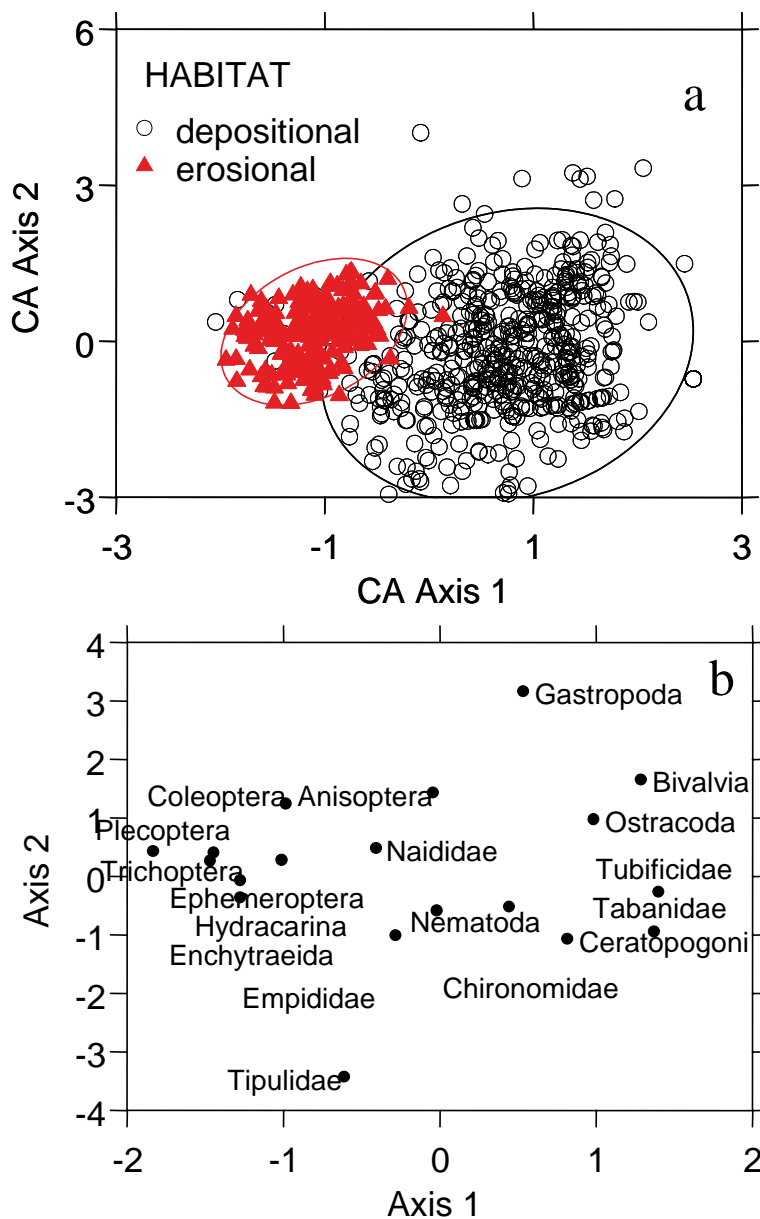 6
HABITAT
a
depositional
erosional
3
CA Axis 2
0
-3
-3 -1 1 3
CA Axis 1
4
b
3
Gastropoda
2
Bivalvia
Coleoptera Anisoptera
1
Ostracoda
Plecoptera
Naididae
Axis 2
Trichoptera
Tubificidae
0
Ephemeroptera
Tabanidae
Hydracarina
Nematoda
-1
Ceratopogoni
Enchytraeida
-2
Empididae
Chironomidae
-3
Tipulidae
-4
-2 -1 0 1 2
Axis 1